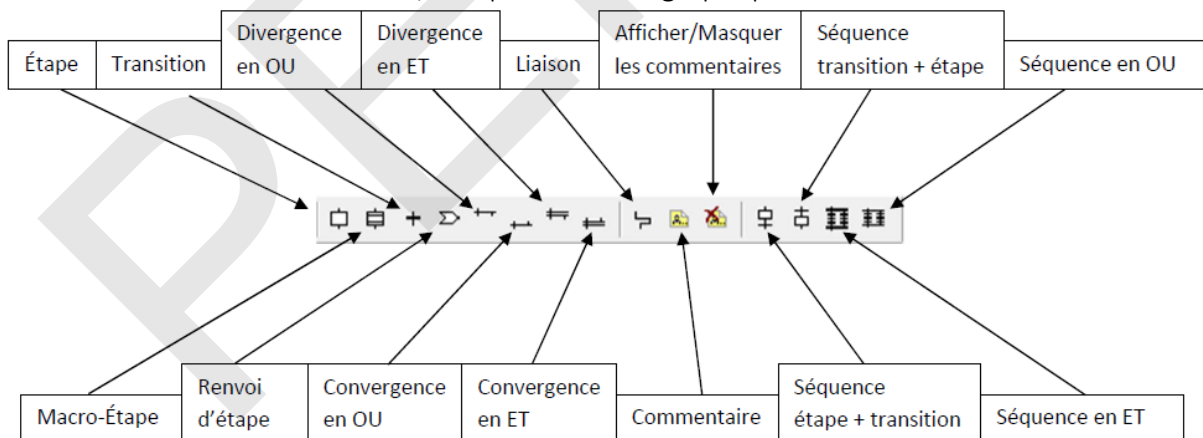 Étape
Transition
Divergence
en OU
Divergence
en ET
Liaison
Afficher/Masquer
les commentaires
Séquence
transition + étape
Séquence en OU
Macro-Étape
Renvoi
d'étape
Convergence
en OU
Convergence
en ET
Commentaire
Séquence
étape + transition
Séquence en ET